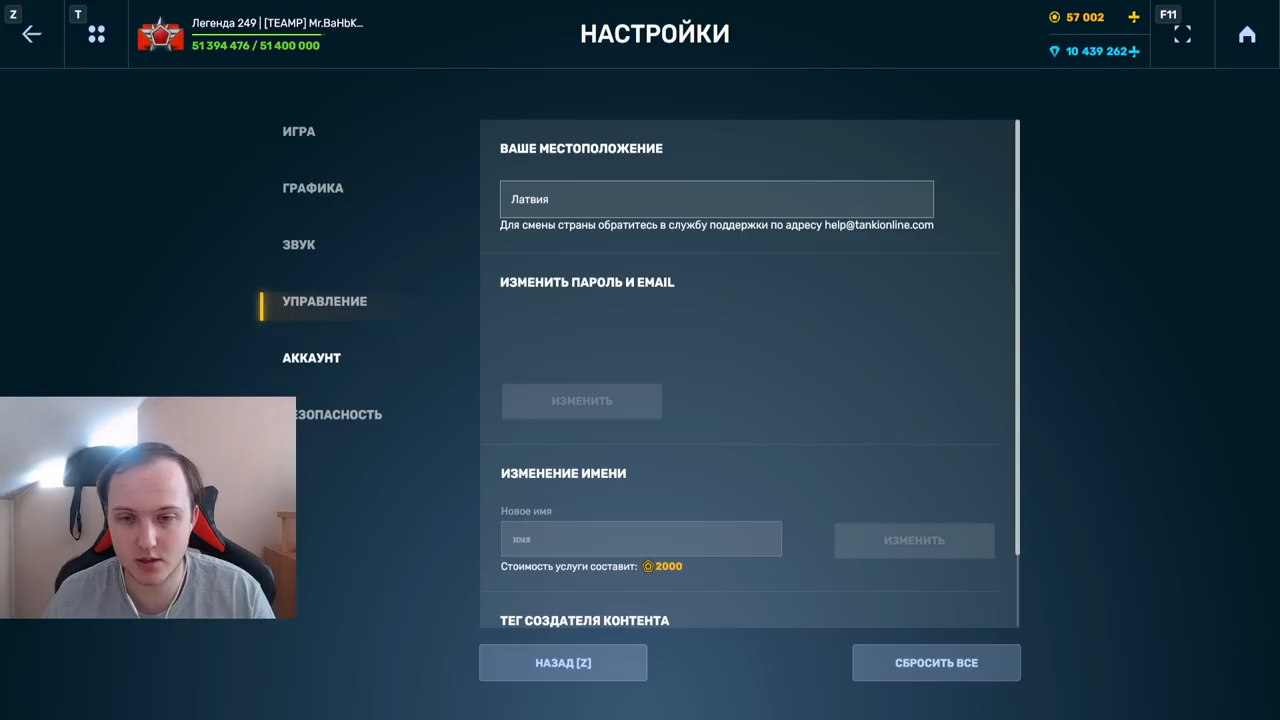 Z
T
Легенда 249 | [TEAMP] Mr.BaHbK...
51 394 476 / 51 400 000
НАСТРОЙКИ
57 002
10 439 262
F11
ИГРА
ГРАФИКА
ЗВУК
УПРАВЛЕНИЕ
АККАУНТ
ЕЗОПАСНОСТЬ
ВАШЕ МЕСТОПОЛОЖЕНИЕ
Латвия
Для смены страны обратитесь в службу поддержки по адресу help@tankionline.com
ИЗМЕНИТЬ ПАРОЛЬ И EMAIL
ИЗМЕНИТЬ
ИЗМЕНЕНИЕ ИМЕНИ
Новое имя
имя
ИЗМЕНИТЬ
Стоимость услуги составит: 2000
ТЕГ СОЗДАТЕЛЯ КОНТЕНТА
НАЗАД [Z]
СБРОСИТЬ ВСЕ